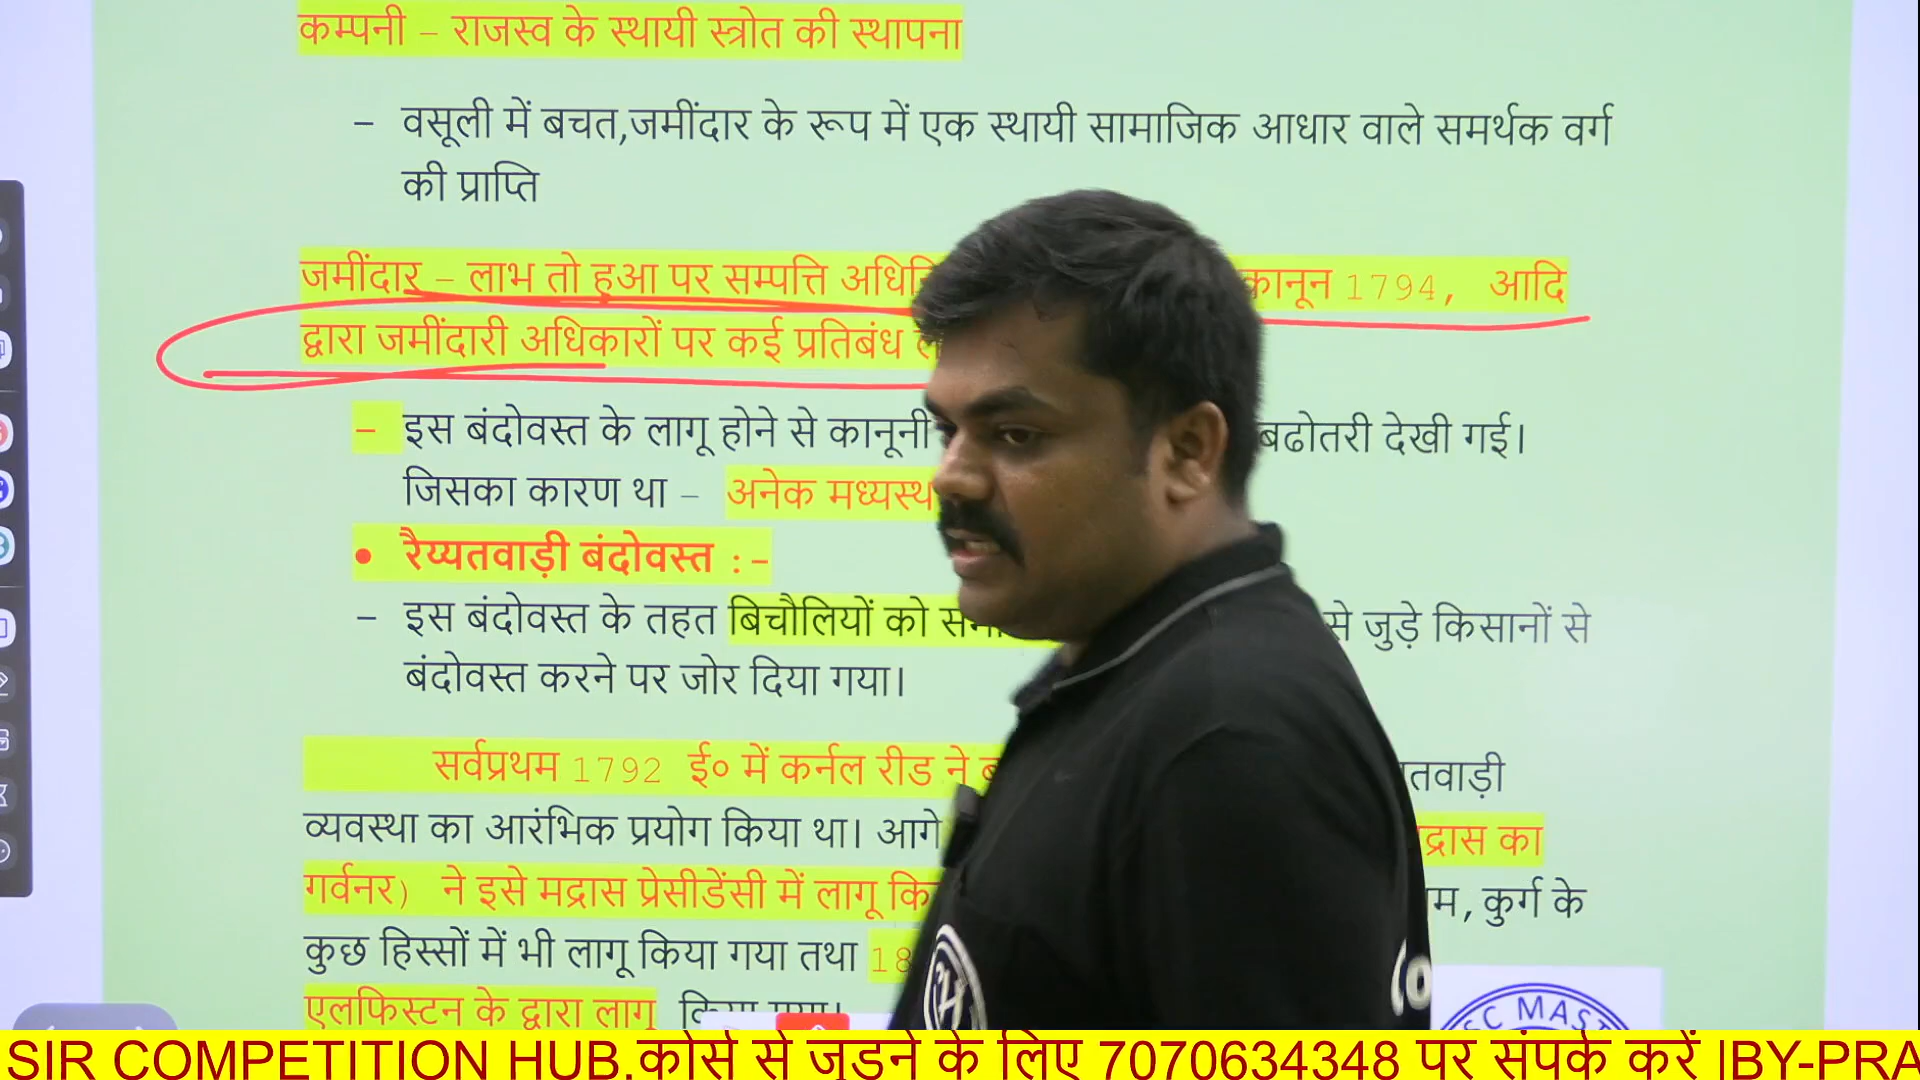 कम्पनी – राजस्व के स्थायी स्त्रोत की स्थापना
– वसूली में बचत,जमींदार के रूप में एक स्थायी सामाजिक आधार वाले समर्थक वर्ग
की प्राप्ति
जमींदार – लाभ तो हुआ पर सम्पत्ति कानून 1794, आदि
द्वारा जमींदारी अधिकारों पर कई प्रतिबंध
– इस बंदोवस्त के लागू होने से कानूनी बढोतरी देखी गई।
जिसका कारण था – अनेक मध्यस्थ
• रैय्यतवाड़ी बंदोवस्त :-
– इस बंदोवस्त के तहत बिचौलियों को से जुड़े किसानों से
बंदोवस्त करने पर जोर दिया गया।
सर्वप्रथम 1792 ई० में कर्नल रीड ने
व्यवस्था का आरंभिक प्रयोग किया था। आगे
गर्वनर) ने इसे मद्रास प्रेसीडेंसी में लागू कुर्ग के
कुछ हिस्सों में भी लागू किया गया तथा
एलफिस्टन के द्वारा लागू किया गया।
SIR COMPETITION HUB.कोर्स से जुडने के लिए 7070634348 पर संपर्क करें |BY-PRA